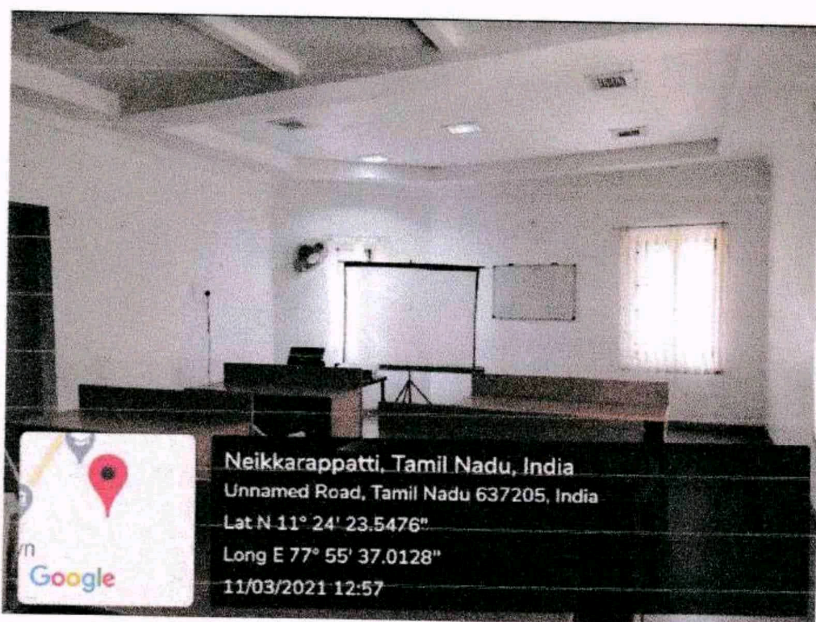 Neikkarappatti, Tamil Nadu, India
Unnamed Road, Tamil Nadu 637205, India
Lat N 11° 24' 23.5476"
Long E 77° 55' 37.0128"
11/03/2021 12:57
yn
Google